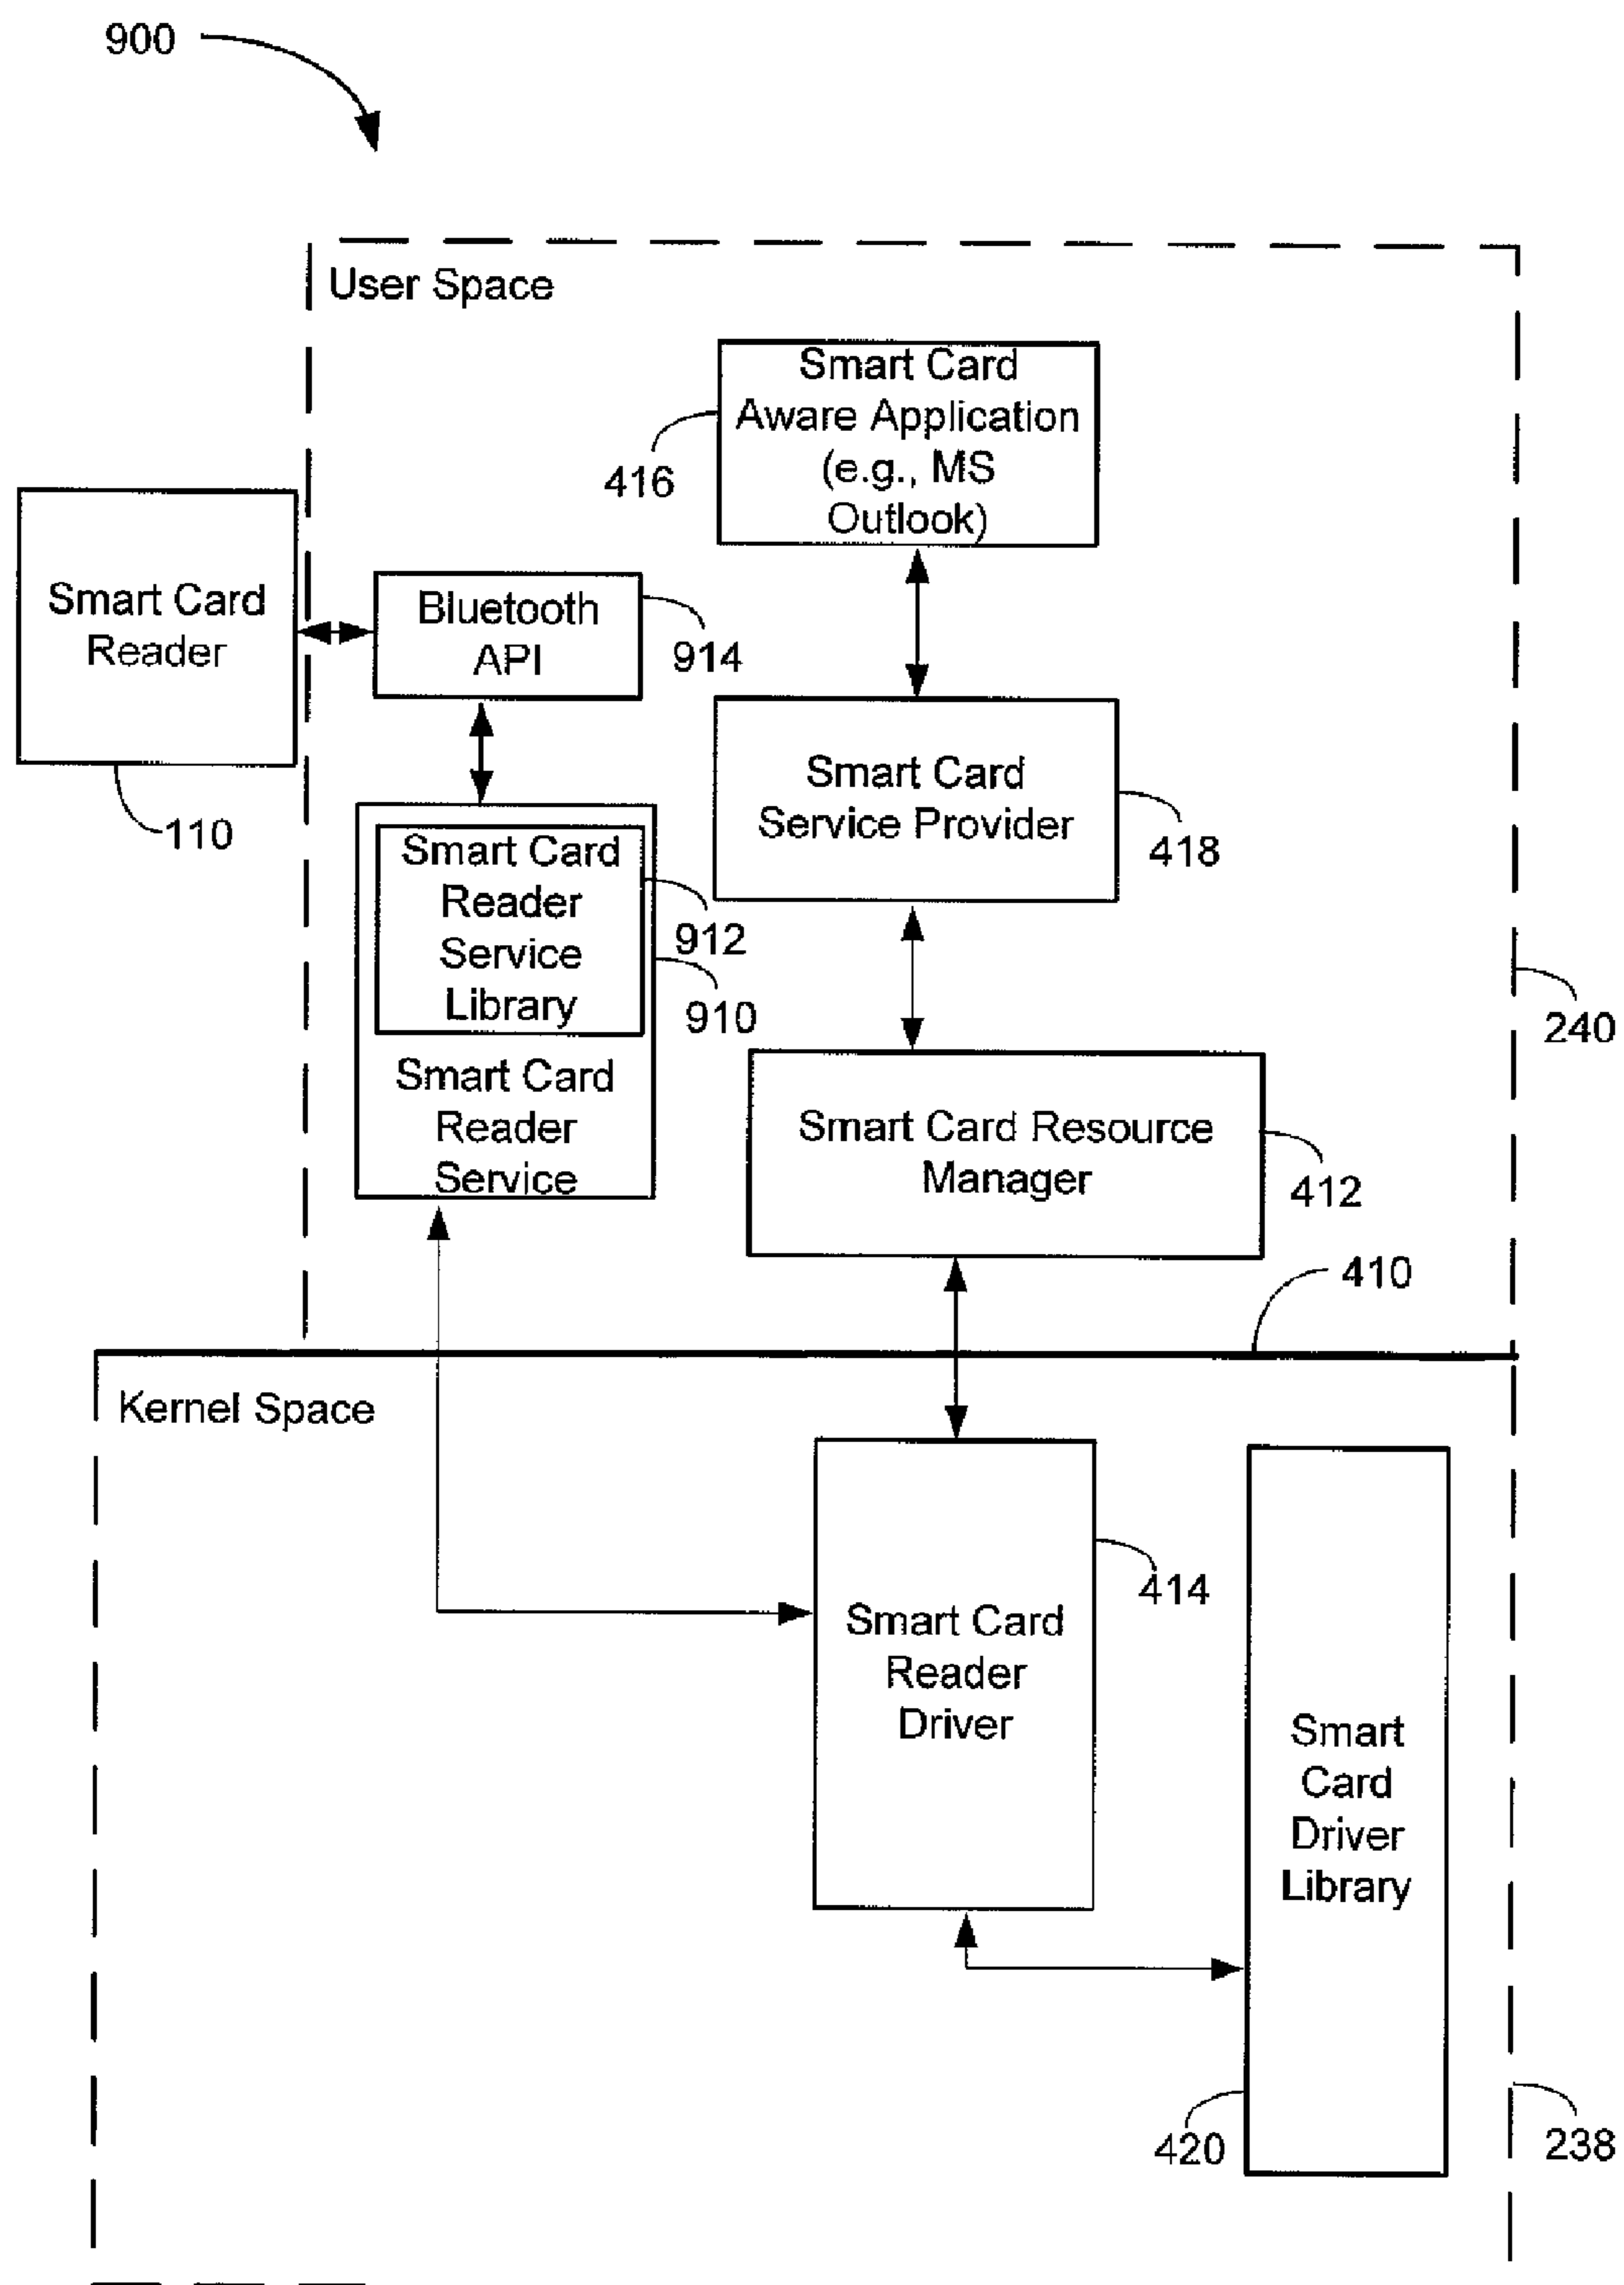 900
User Space
Smart Card
Aware Application
(e.g., MS
Outlook)
416
Smart Card
Reader
110
Bluetooth
API
914
Smart Card
Service Provider
418
Smart Card
Reader
Service
Library
912
910
Smart Card
Reader
Service
240
Smart Card Resource
Manager
412
410
Kernel Space
Smart Card
Reader
Driver
414
Smart
Card
Driver
Library
420
238